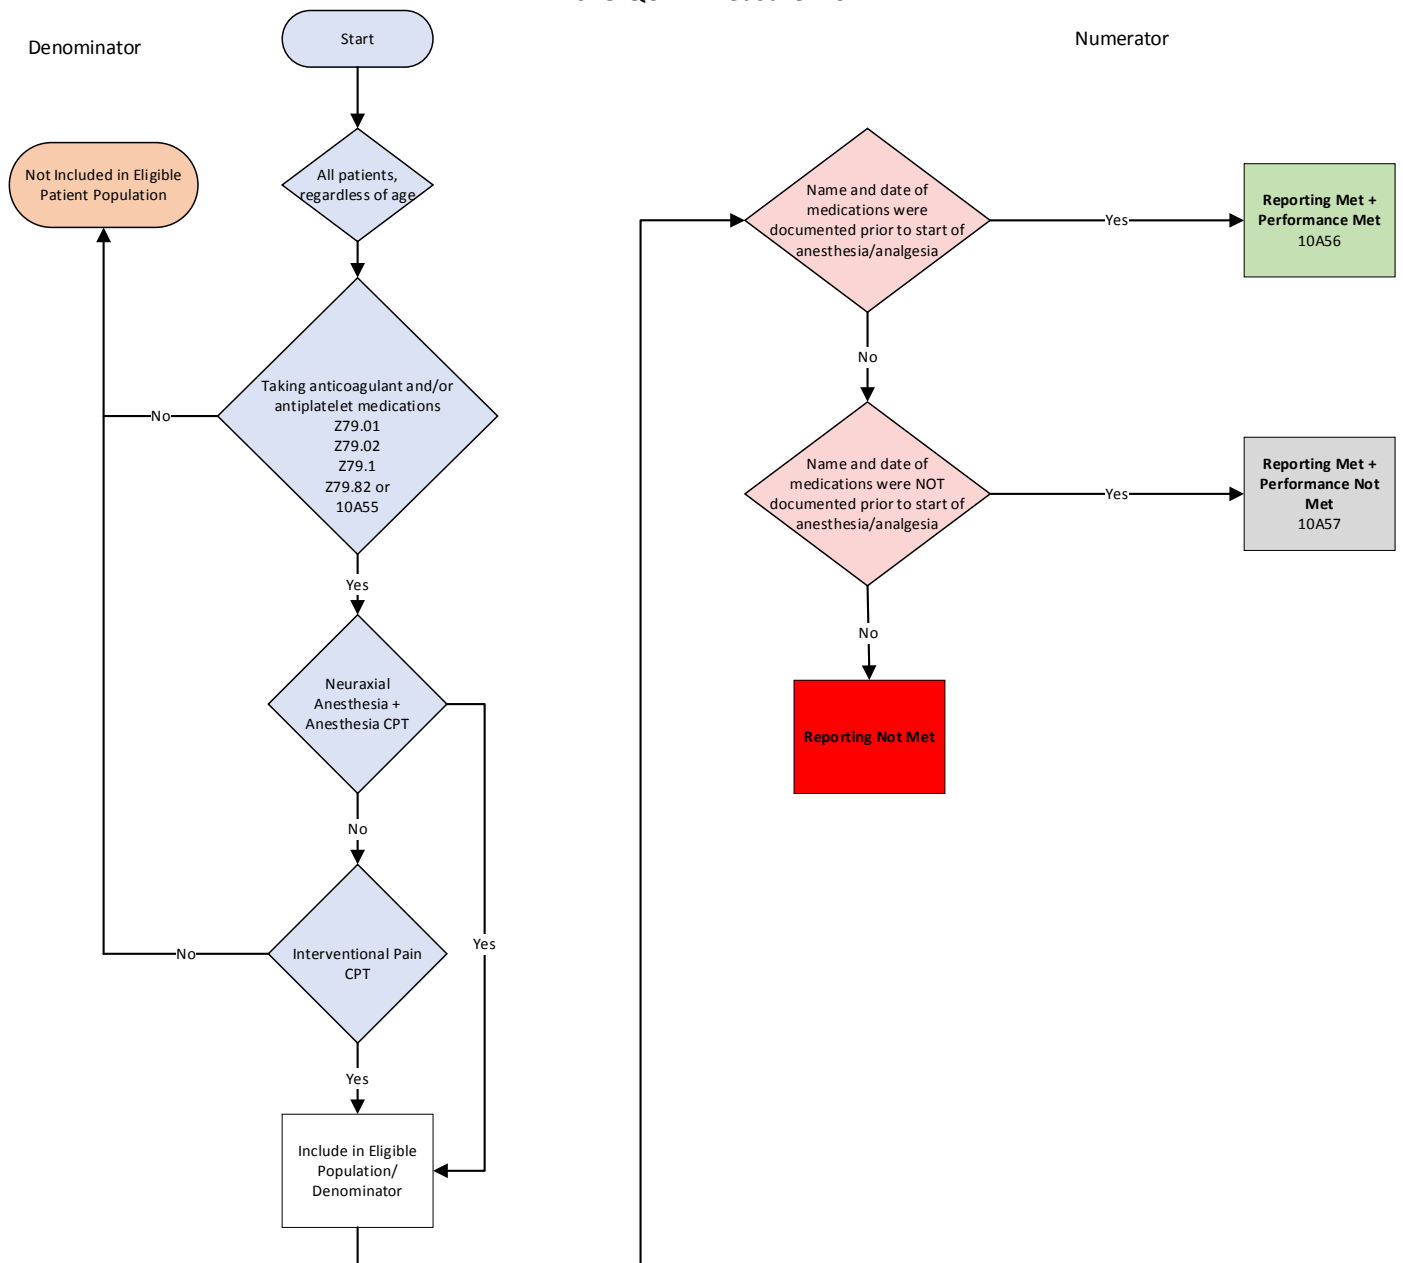 Denominator
Start
Numerator
Not Included in Eligible
Patient Population
All patients,
regardless of age
Name and date of
medications were
documented prior to start of
anesthesia/analgesia
Yes
Reporting Met +
Performance Met
10A56
No
Taking anticoagulant and/or
antiplatelet medications
Z79.01
Z79.02
Z79.1
Z79.82 or
10A55
No
Name and date of
medications were NOT
documented prior to start of
anesthesia/analgesia
Yes
Reporting Met +
Performance Not
Met
10A57
Yes
No
Neuraxial
Anesthesia +
Anesthesia CPT
Reporting Not Met
No
Yes
Interventional Pain
CPT
No
Yes
Include in Eligible
Population/
Denominator